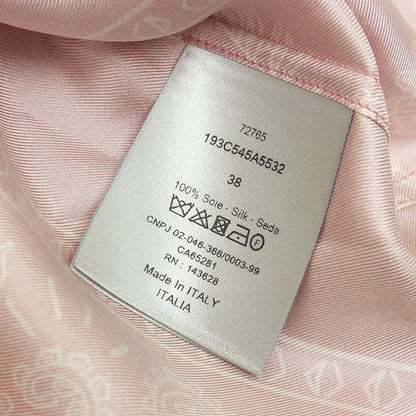 72765
193C545A5532
38
100% Soie - Silk - Seda
CNPJ 02-046-368/0003-99
CA65281
RN : 143628
Made In ITALY
ITALIA